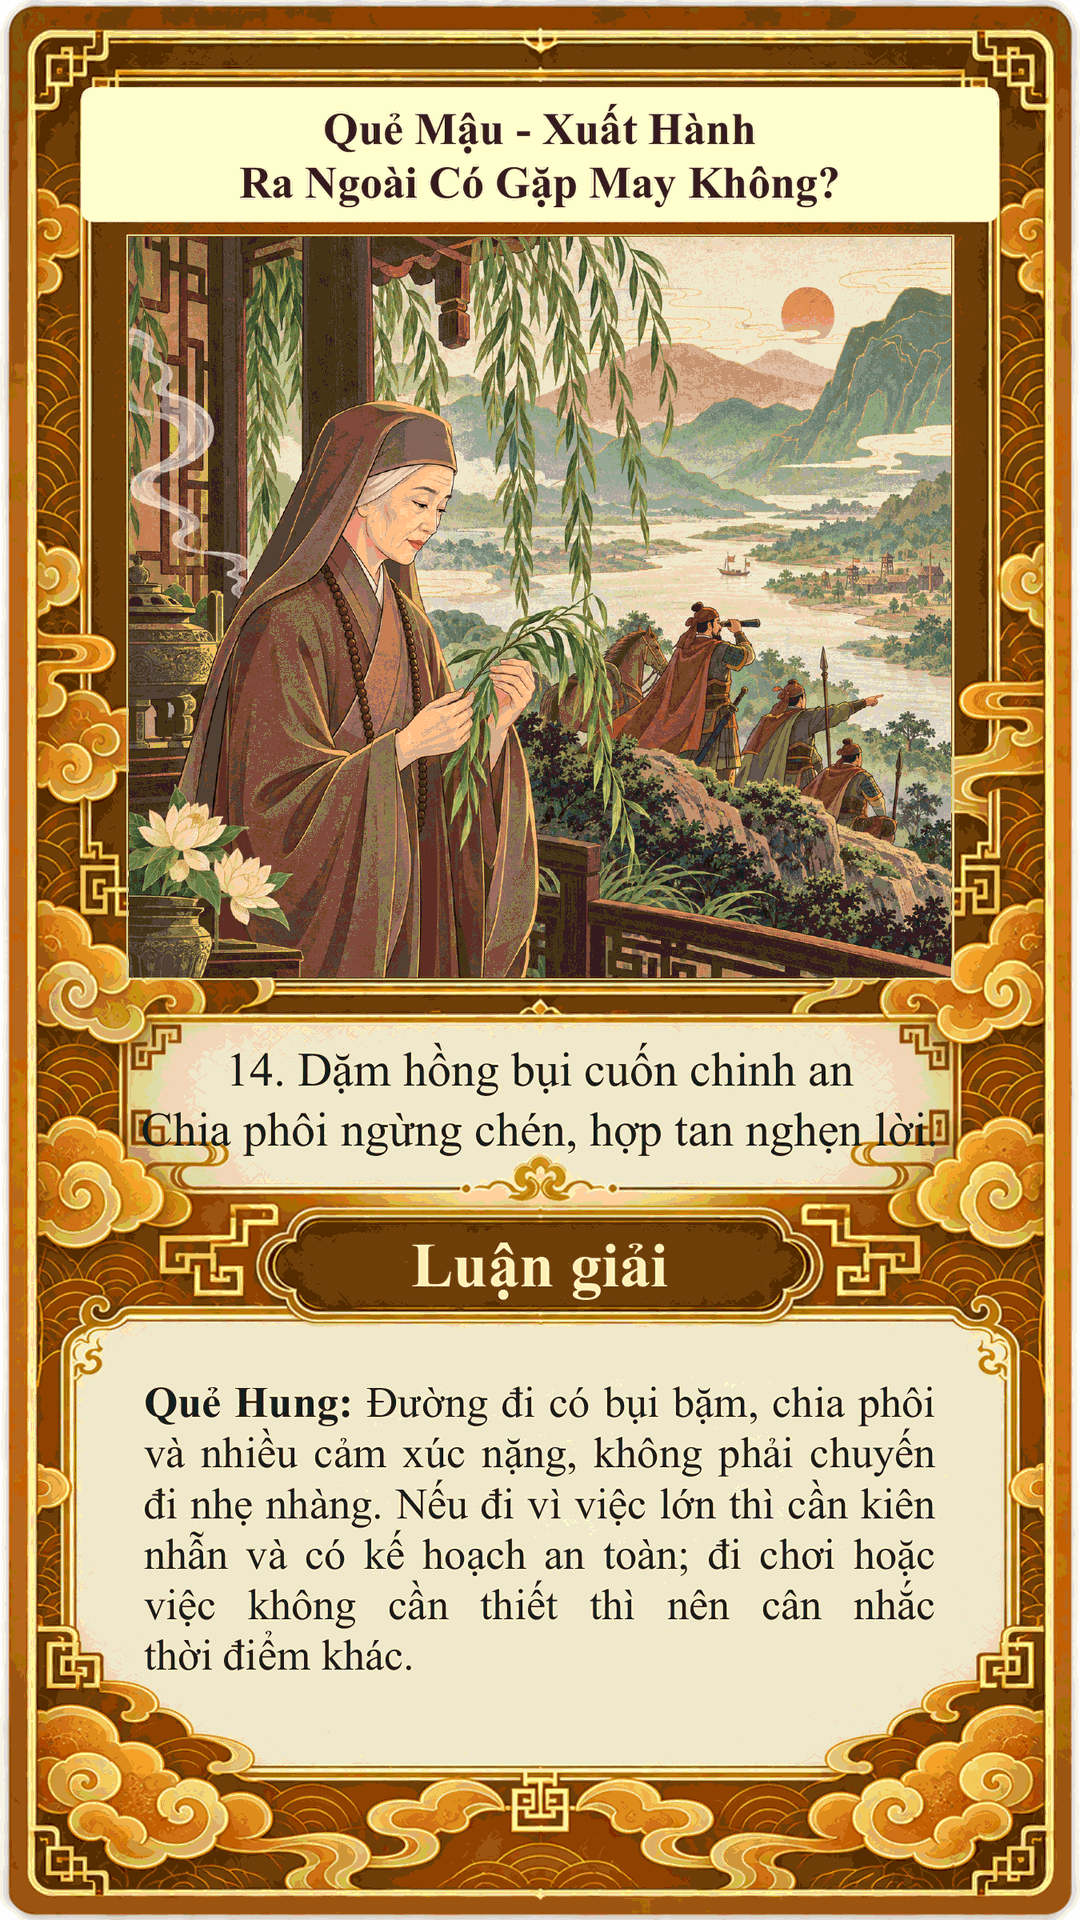 Quẻ Mậu - Xuất Hành
Ra Ngoài Có Gặp May Không?
14. Dặm hồng bụi cuốn chinh an
Chia phôi ngừng chén, hợp tan nghẹn lời.
Luận giải
Quẻ Hung: Đường đi có bụi bặm, chia phôi
và nhiều cảm xúc nặng, không phải chuyến
đi nhẹ nhàng. Nếu đi vì việc lớn thì cần kiên
nhẫn và có kế hoạch an toàn; đi chơi hoặc
việc không cần thiết thì nên cân nhắc
thời điểm khác.